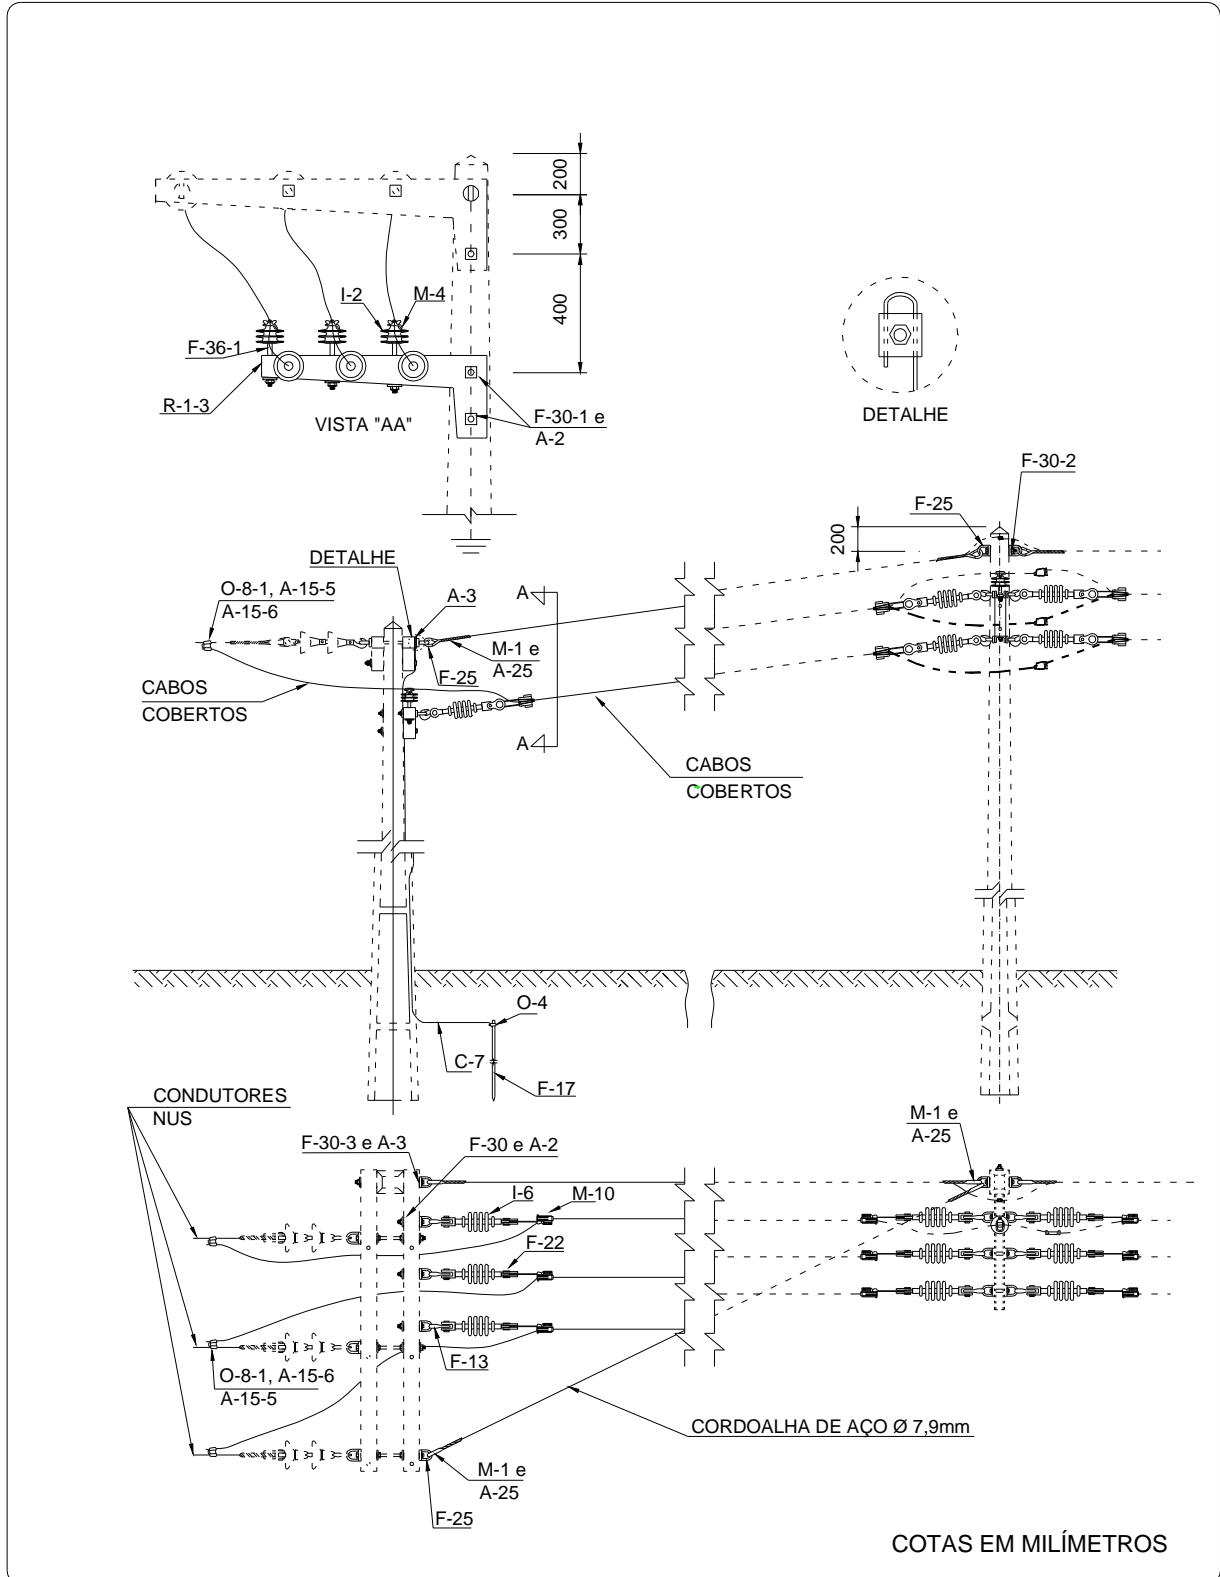 200
300
400
I-2
M-4
F-36-1
R-1-3
VISTA "AA"
F-30-1 e
A-2
DETALHE
F-30-2
F-25
200
DETALHE
O-8-1, A-15-5
A-15-6
A-3
A
M-1 e
A-25
F-25
CABOS
COBERTOS
A
CABOS
COBERTOS
O-4
C-7
F-17
CONDUTORES
NUS
M-1 e
A-25
F-30-3 e A-3
F-30 e A-2
I-6
M-10
F-22
F-13
O-8-1, A-15-6
A-15-5
CORDOALHA DE AÇO Ø 7,9mm
M-1 e
A-25
F-25
COTAS EM MILÍMETROS